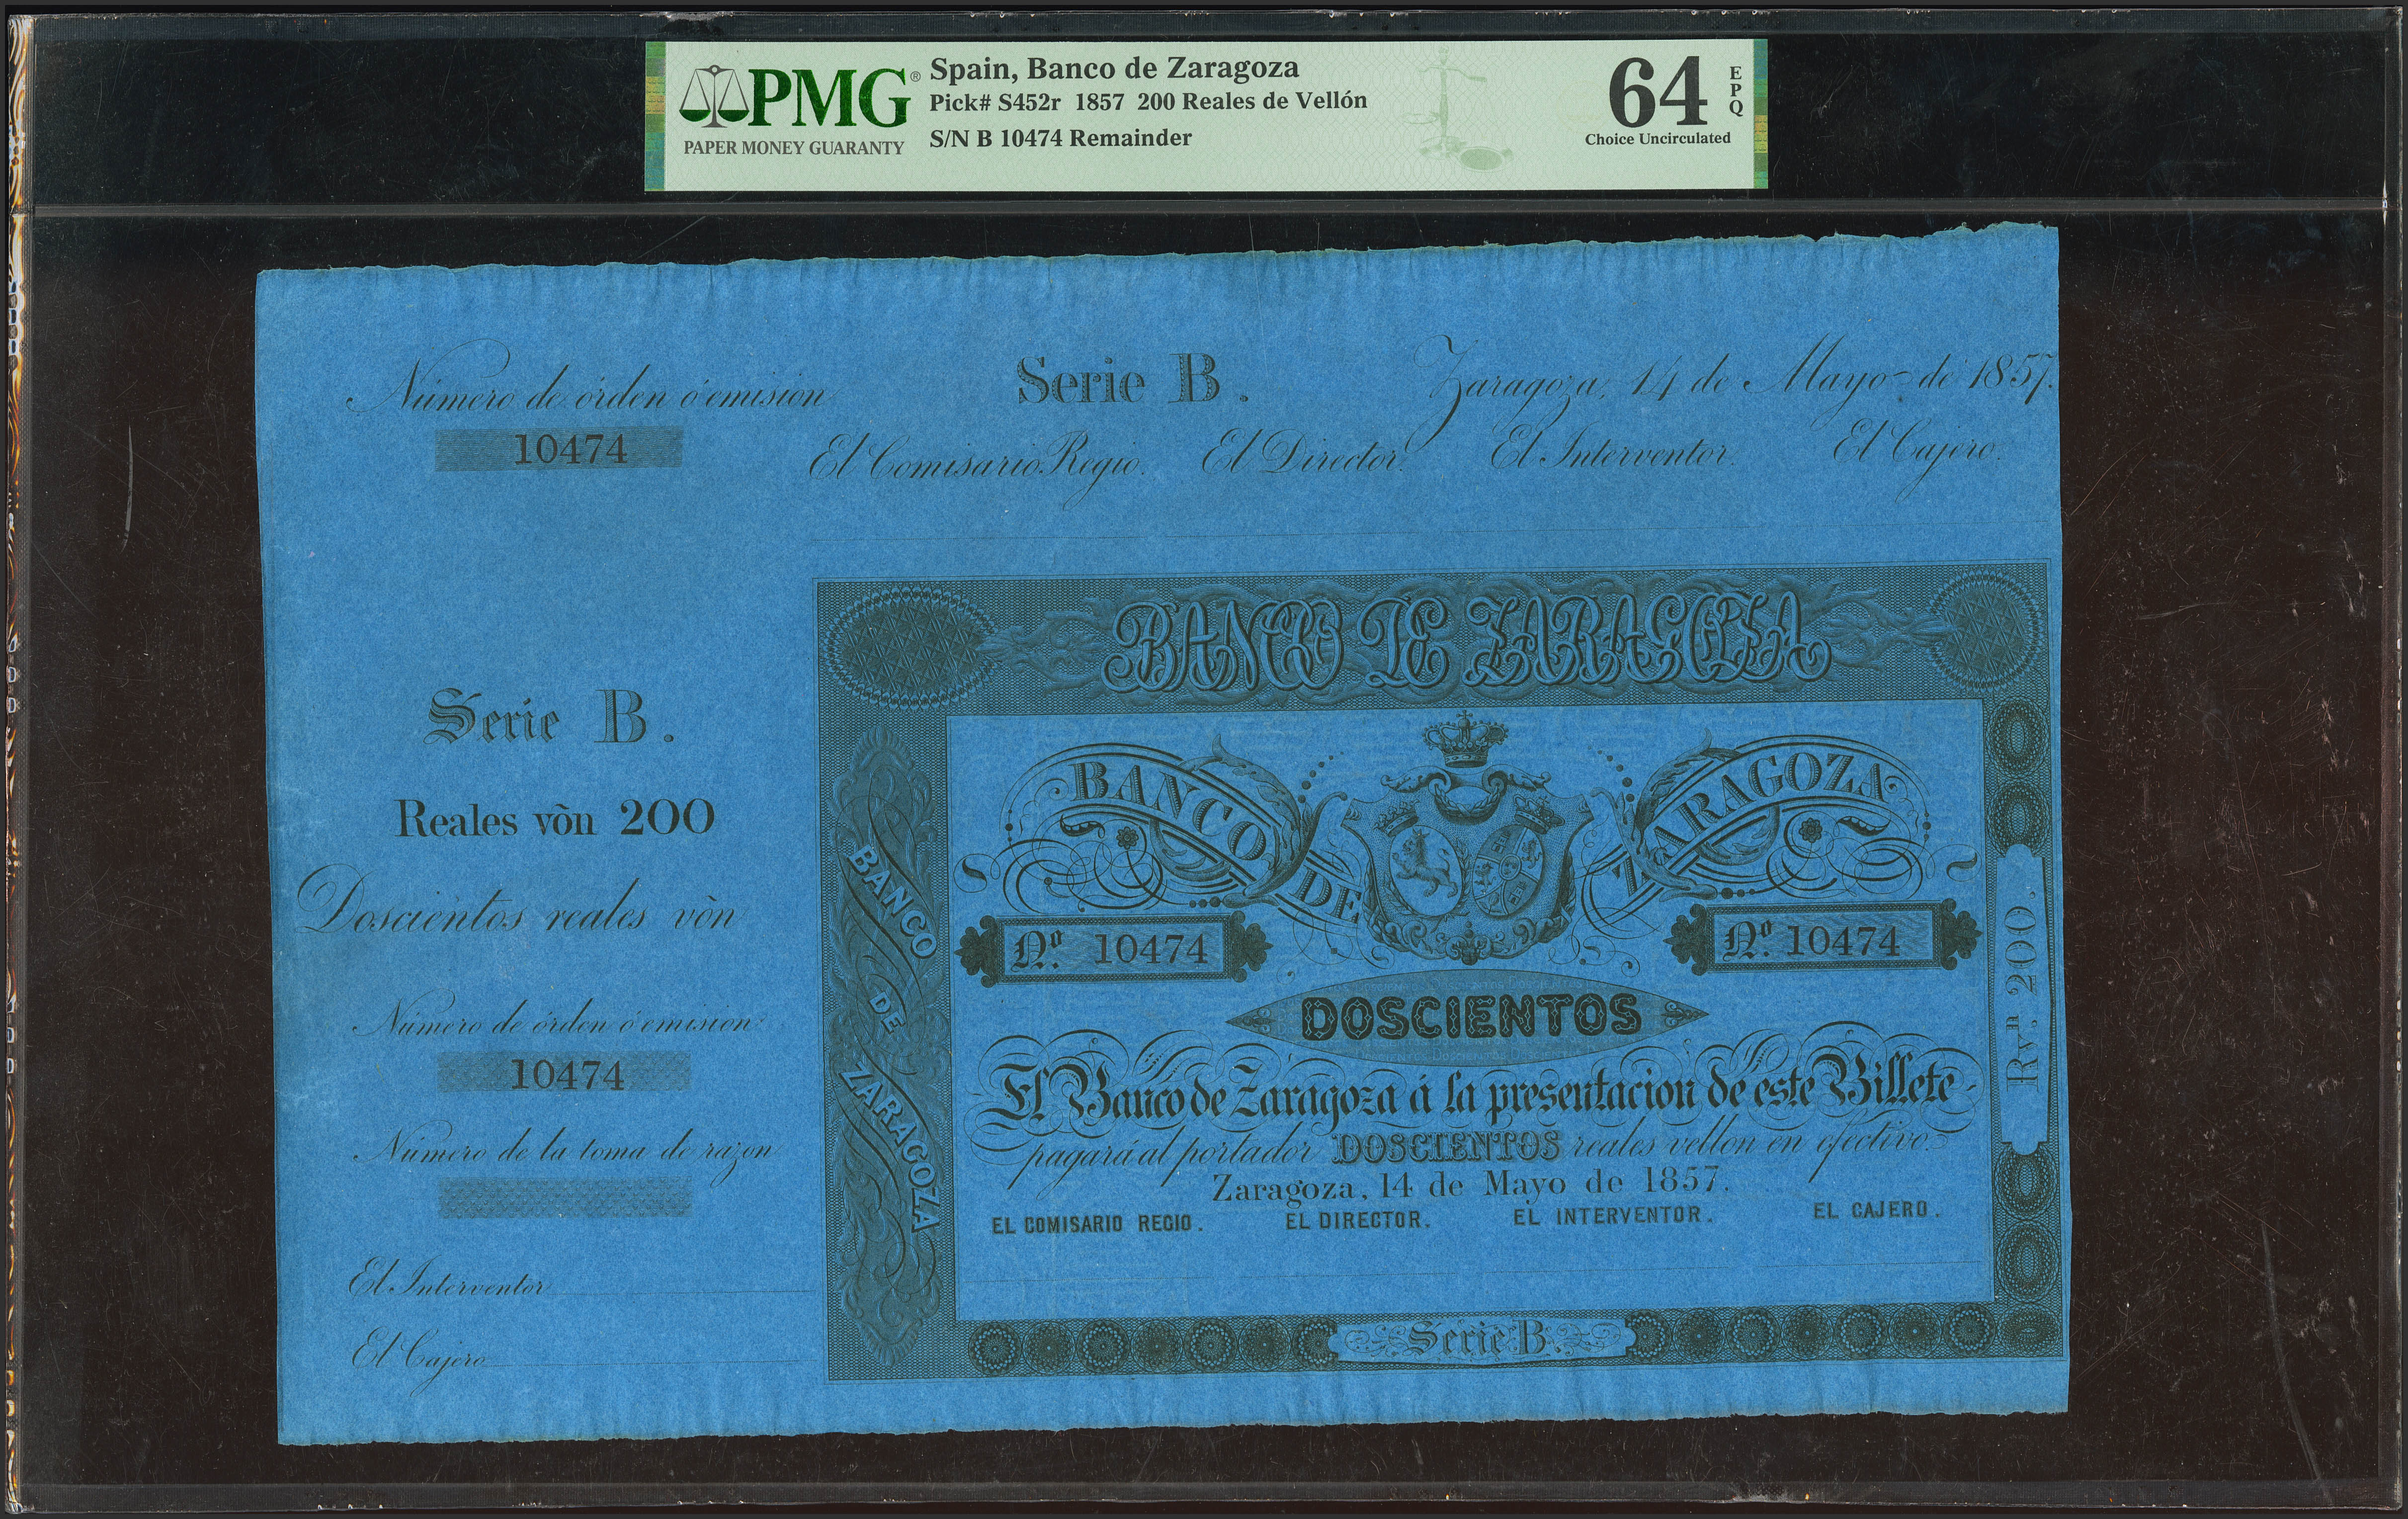 PMG®
PAPER MONEY GUARANTY
Spain, Banco de Zaragoza
Pick# S452r 1857 200 Reales de Vellón
S/N B 10474 Remainder
64 EPQ
Choice Uncirculated
Número de órden ó emision
10474
Serie B.
Zaragoza, 14 de Mayo de 1857.
El Comisario Regio. El Director. El Interventor. El Cajero.
Serie B.
Reales vòn 200
Doscientos reales vòn
Número de órden ó emision:
10474
Número de la toma de razon
El Interventor
El Cajero
BANCO DE ZARAGOZA
BANCO DE ZARAGOZA
BANCO DE ZARAGOZA
Nº. 10474
Nº. 10474
DOSCIENTOS
El Banco de Zaragoza á la presentacion de este Billete
pagará al portador DOSCIENTOS reales vellon en efectivo.
Zaragoza, 14 de Mayo de 1857.
EL COMISARIO REGIO. EL DIRECTOR. EL INTERVENTOR. EL CAJERO.
Rv.n 200.
Serie B.